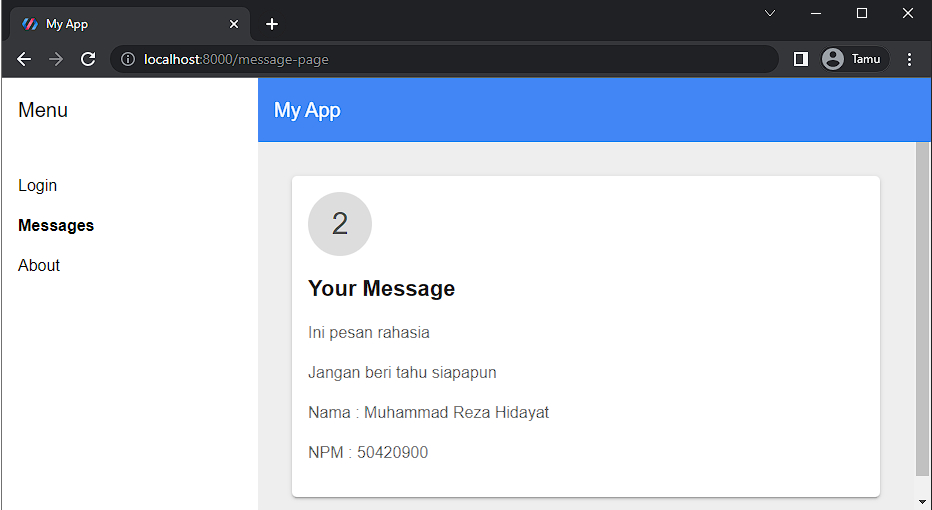 My App
localhost:8000/message-page
Tamu
Menu
My App
Login
Messages
About
2
Your Message
Ini pesan rahasia
Jangan beri tahu siapapun
Nama : Muhammad Reza Hidayat
NPM : 50420900